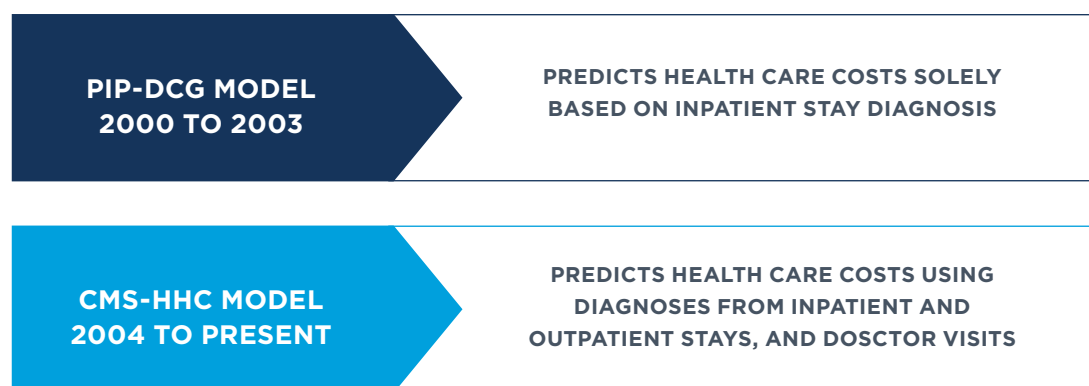 PIP-DCG MODEL
2000 TO 2003
PREDICTS HEALTH CARE COSTS SOLELY
BASED ON INPATIENT STAY DIAGNOSIS
CMS-HHC MODEL
2004 TO PRESENT
PREDICTS HEALTH CARE COSTS USING
DIAGNOSES FROM INPATIENT AND
OUTPATIENT STAYS, AND DOSCTOR VISITS